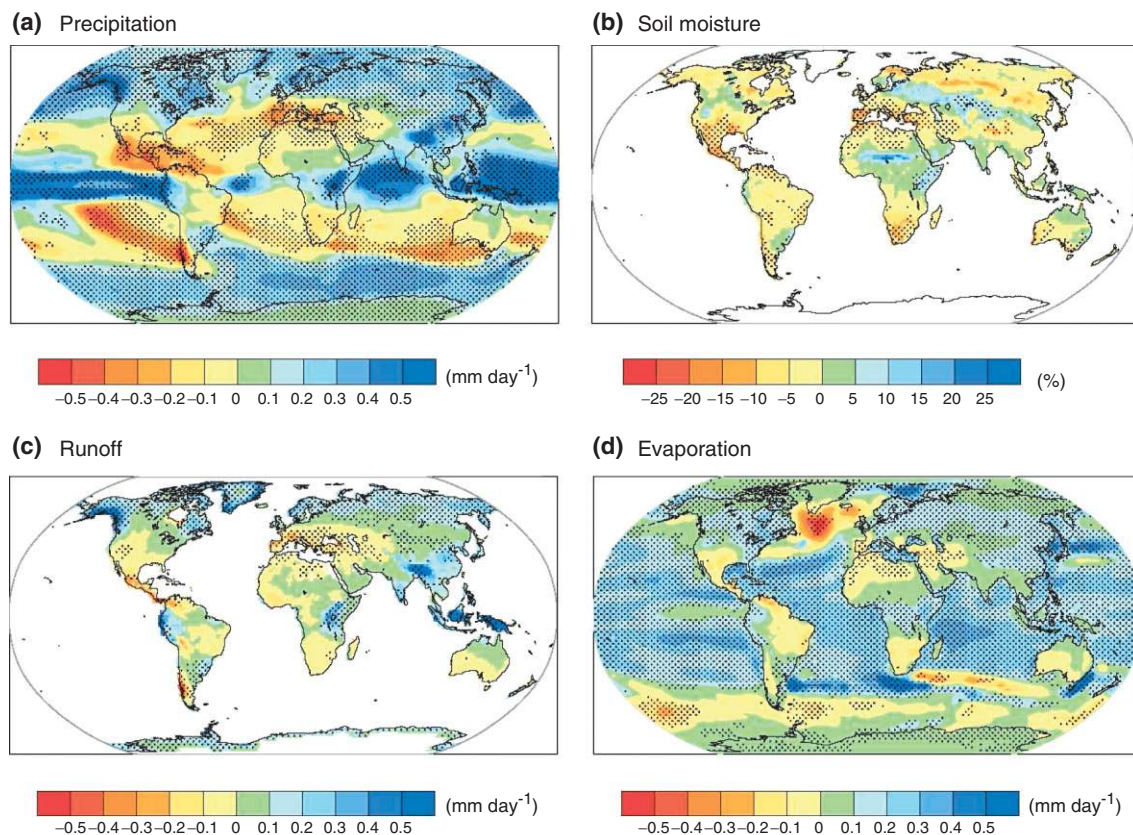 (a) Precipitation
(b) Soil moisture
(mm day⁻¹)
−0.5 −0.4 −0.3 −0.2 −0.1 0 0.1 0.2 0.3 0.4 0.5
(%)
−25 −20 −15 −10 −5 0 5 10 15 20 25
(c) Runoff
(d) Evaporation
(mm day⁻¹)
−0.5 −0.4 −0.3 −0.2 −0.1 0 0.1 0.2 0.3 0.4 0.5
(mm day⁻¹)
−0.5 −0.4 −0.3 −0.2 −0.1 0 0.1 0.2 0.3 0.4 0.5